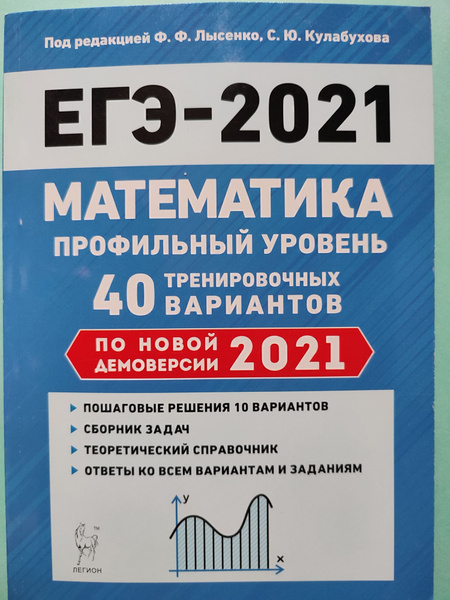 Под редакцией Ф. Ф. Лысенко, С. Ю. Кулабухова
ЕГЭ-2021
МАТЕМАТИКА
ПРОФИЛЬНЫЙ УРОВЕНЬ
40 ТРЕНИРОВОЧНЫХ
ВАРИАНТОВ
ПО НОВОЙ
ДЕМОВЕРСИИ 2021
ПОШАГОВЫЕ РЕШЕНИЯ 10 ВАРИАНТОВ
СБОРНИК ЗАДАЧ
ТЕОРЕТИЧЕСКИЙ СПРАВОЧНИК
ОТВЕТЫ КО ВСЕМ ВАРИАНТАМ И ЗАДАНИЯМ
y
x
TM
ЛЕГИОН